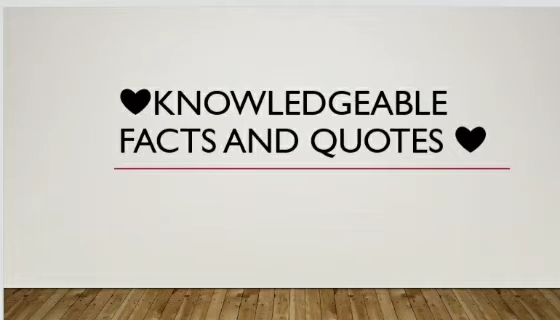 🖤KNOWLEDGEABLE
FACTS AND QUOTES 🖤